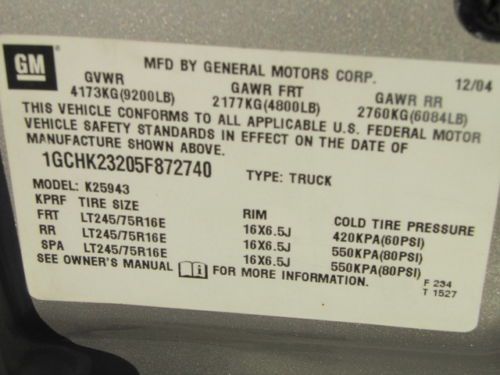 GM MFD BY GENERAL MOTORS CORP. 12/04
GVWR GAWR FRT GAWR RR
4173KG(9200LB) 2177KG(4800LB) 2760KG(6084LB)
THIS VEHICLE CONFORMS TO ALL APPLICABLE U.S. FEDERAL MOTOR
VEHICLE SAFETY STANDARDS IN EFFECT ON THE DATE OF
MANUFACTURE SHOWN ABOVE.
1GCHK23205F872740 TYPE: TRUCK
MODEL: K25943
KPRF TIRE SIZE RIM COLD TIRE PRESSURE
FRT LT245/75R16E 16X6.5J 420KPA(60PSI)
RR LT245/75R16E 16X6.5J 550KPA(80PSI)
SPA LT245/75R16E 16X6.5J 550KPA(80PSI)
SEE OWNER'S MANUAL FOR MORE INFORMATION. F 234
T 1527